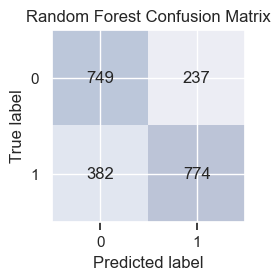 Random Forest Confusion Matrix
True label
0
749
237
1
382
774
0
1
Predicted label